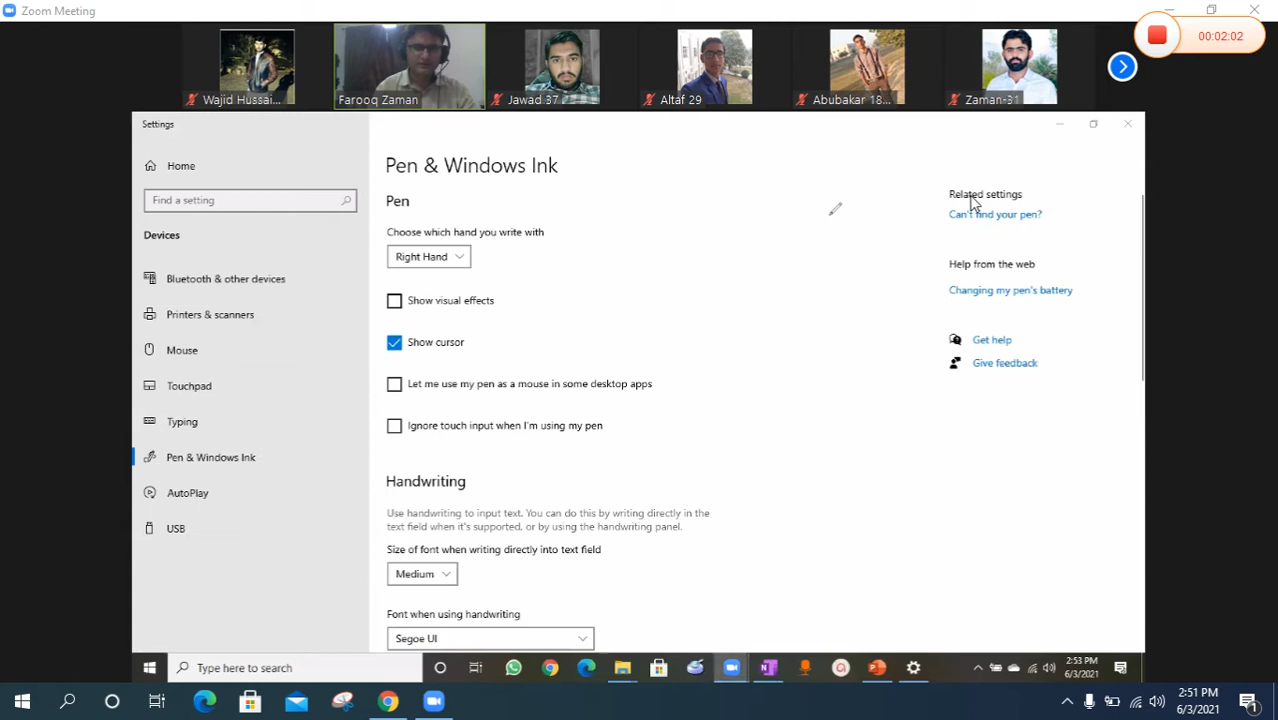 Zoom Meeting
00:02:02
Wajid Hussai...
Farooq Zaman
Jawad 37
Altaf 29
Abubakar 18...
Zaman-31
Settings
Home
Find a setting
Devices
Bluetooth & other devices
Printers & scanners
Mouse
Touchpad
Typing
Pen & Windows Ink
AutoPlay
USB
Pen & Windows Ink
Pen
Choose which hand you write with
Right Hand
Show visual effects
Show cursor
Let me use my pen as a mouse in some desktop apps
Ignore touch input when I'm using my pen
Handwriting
Use handwriting to input text. You can do this by writing directly in the
text field when it's supported, or by using the handwriting panel.
Size of font when writing directly into text field
Medium
Font when using handwriting
Segoe UI
Related settings
Can't find your pen?
Help from the web
Changing my pen's battery
Get help
Give feedback
Type here to search
2:53 PM
6/3/2021
2:51 PM
6/3/2021
1